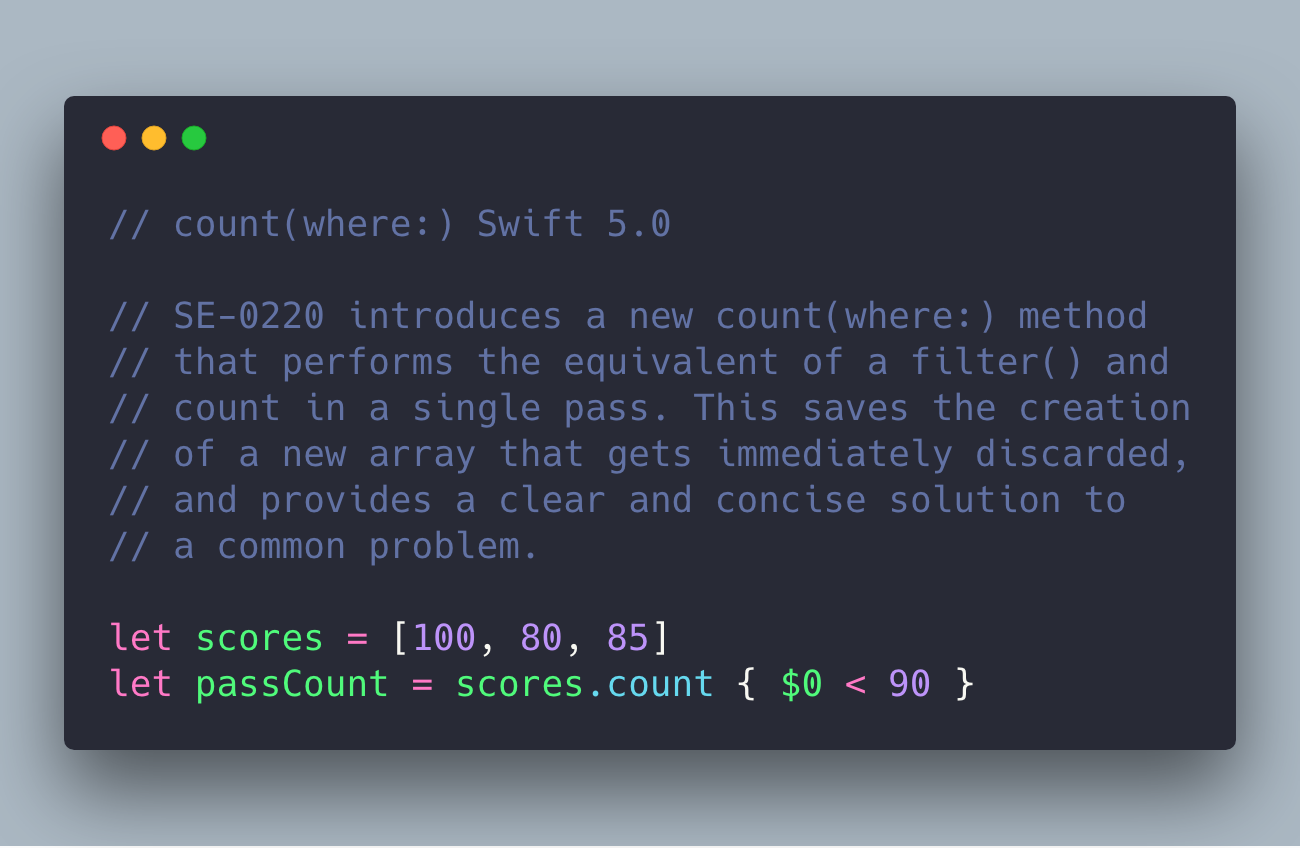 // count(where:) Swift 5.0
// SE-0220 introduces a new count(where:) method
// that performs the equivalent of a filter() and
// count in a single pass. This saves the creation
// of a new array that gets immediately discarded,
// and provides a clear and concise solution to
// a common problem.
let scores = [100, 80, 85]
let passCount = scores.count { $0 < 90 }